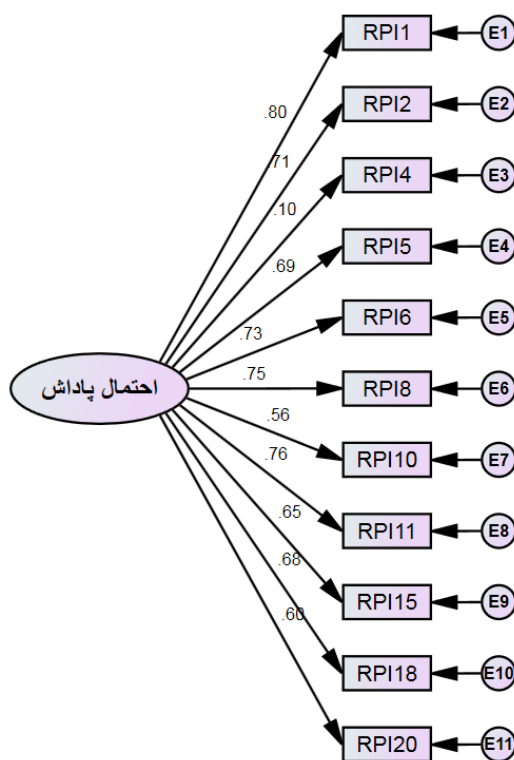 RPI1 E1
.80
RPI2 E2
.71
RPI4 E3
.10
RPI5 E4
.69
RPI6 E5
.73
احتمال پاداش
.75
RPI8 E6
.56
RPI10 E7
.76
RPI11 E8
.65
RPI15 E9
.68
.60
RPI18 E10
RPI20 E11